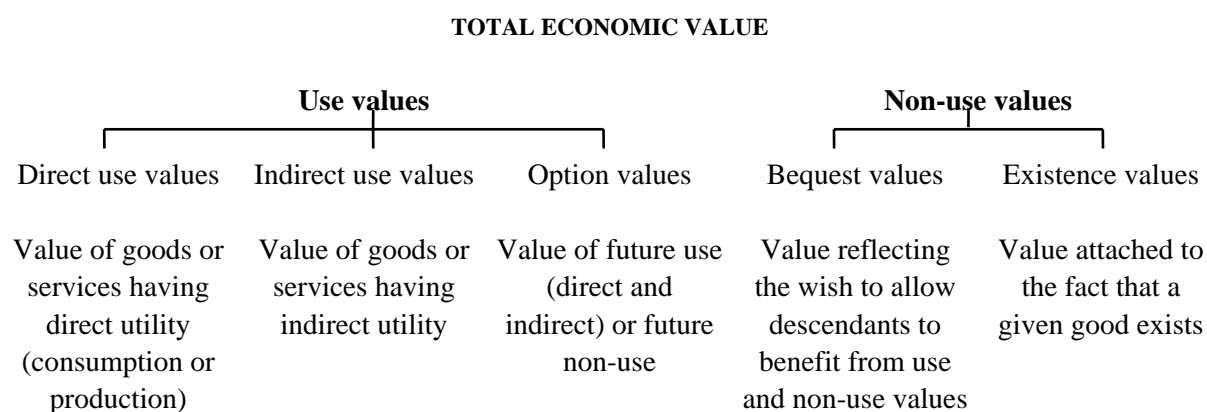 TOTAL ECONOMIC VALUE
Use values
Non-use values
Direct use values
Indirect use values
Option values
Bequest values
Existence values
Value of goods or
services having
direct utility
(consumption or
production)
Value of goods or
services having
indirect utility
Value of future use
(direct and
indirect) or future
non-use
Value reflecting
the wish to allow
descendants to
benefit from use
and non-use values
Value attached to
the fact that a
given good exists